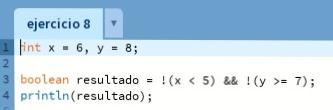 ejercicio 8
1 int x = 6, y = 8;
2
3 boolean resultado = !(x < 5) && !(y >= 7);
4 println(resultado);